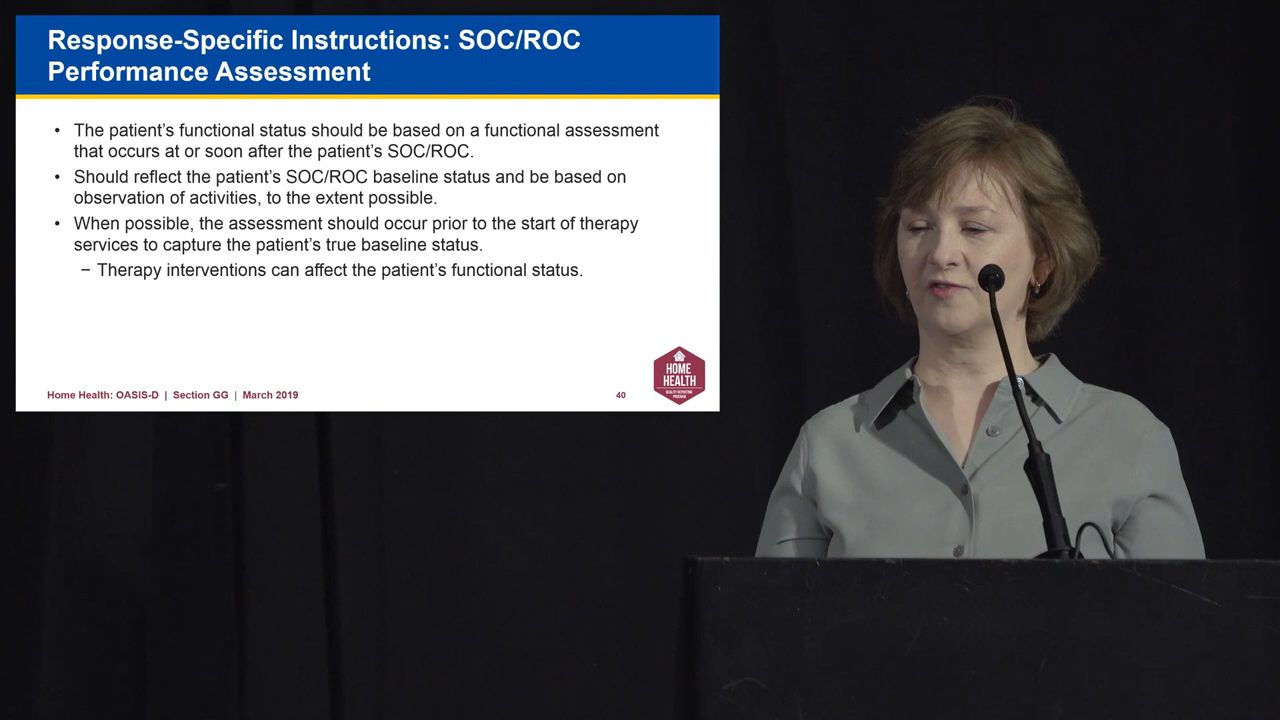 Response-Specific Instructions: SOC/ROC
Performance Assessment
• The patient’s functional status should be based on a functional assessment
that occurs at or soon after the patient’s SOC/ROC.
• Should reflect the patient’s SOC/ROC baseline status and be based on
observation of activities, to the extent possible.
• When possible, the assessment should occur prior to the start of therapy
services to capture the patient’s true baseline status.
− Therapy interventions can affect the patient’s functional status.
HOME
HEALTH
QUALITY REPORTING
PROGRAM
Home Health: OASIS-D | Section GG | March 2019
40